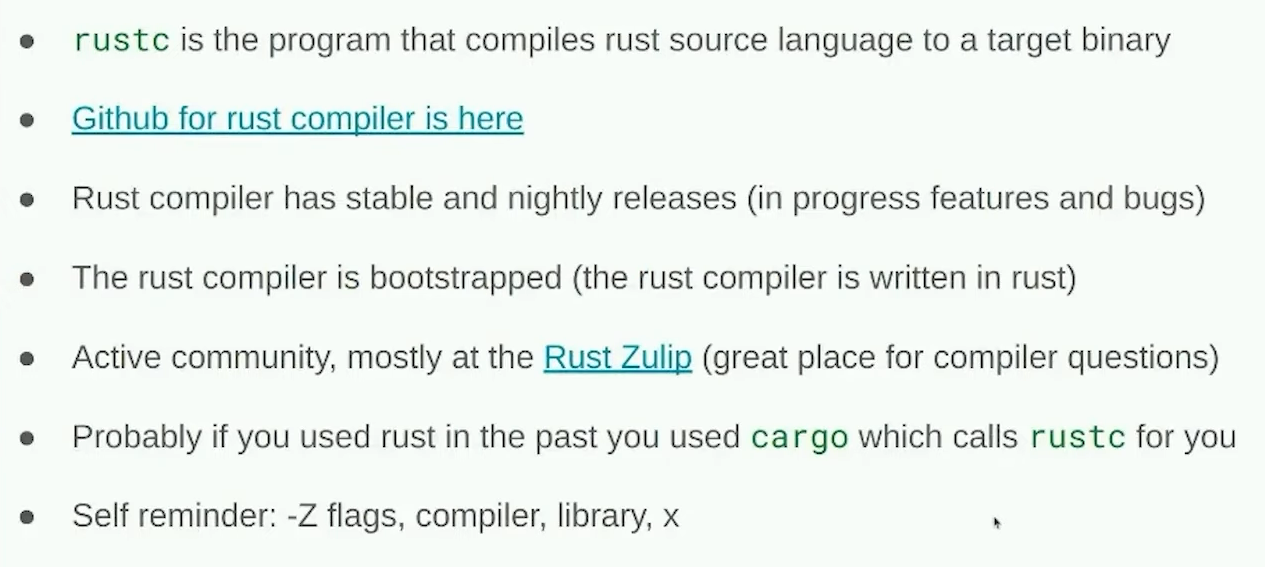 ● rustc is the program that compiles rust source language to a target binary
● Github for rust compiler is here
● Rust compiler has stable and nightly releases (in progress features and bugs)
● The rust compiler is bootstrapped (the rust compiler is written in rust)
● Active community, mostly at the Rust Zulip (great place for compiler questions)
● Probably if you used rust in the past you used cargo which calls rustc for you
● Self reminder: -Z flags, compiler, library, x